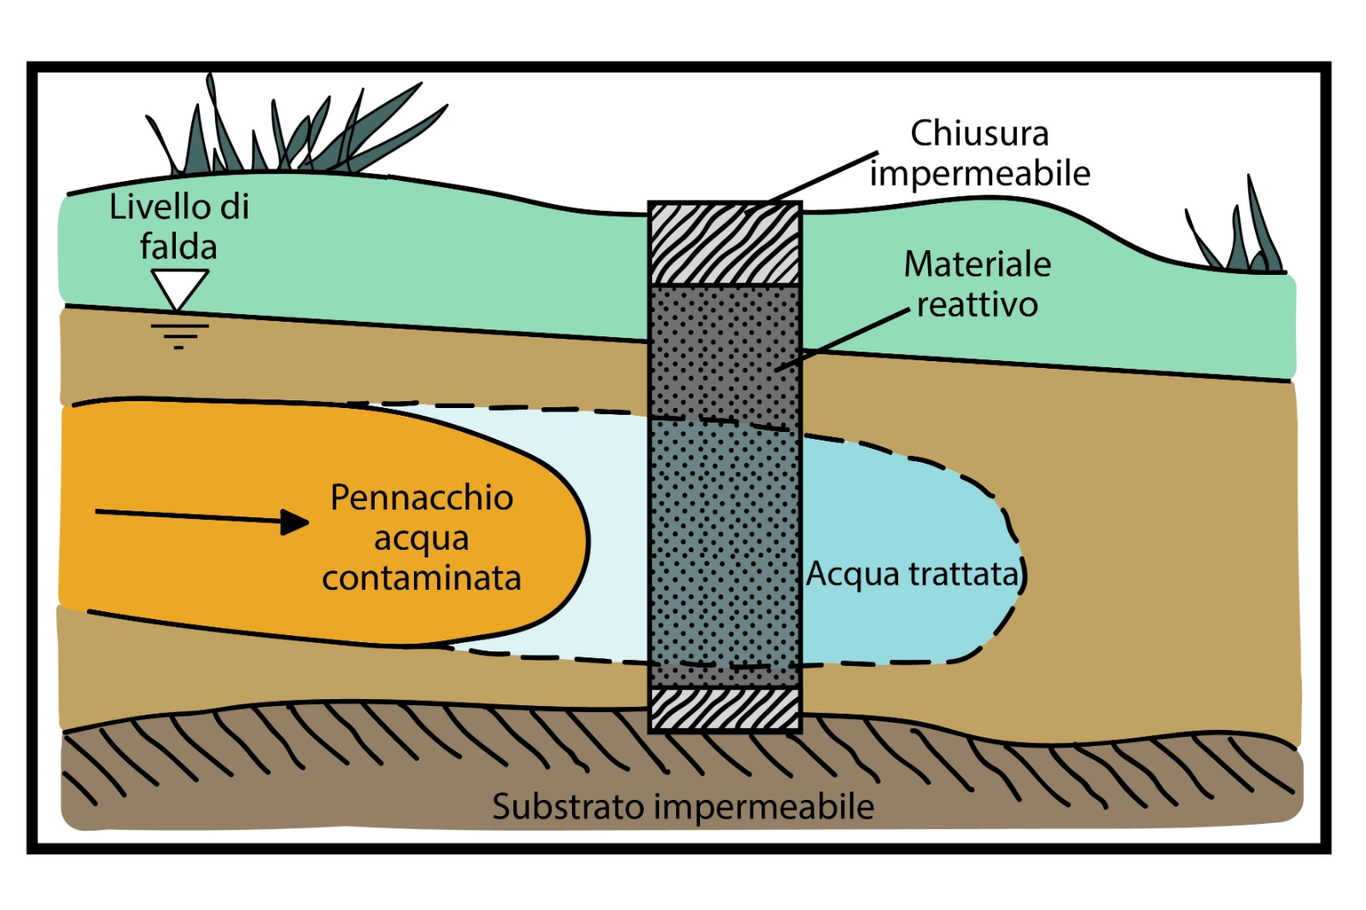 Chiusura
impermeabile
Livello di
falda
Materiale
reattivo
Pennacchio
acqua
contaminata
Acqua trattata
Substrato impermeabile